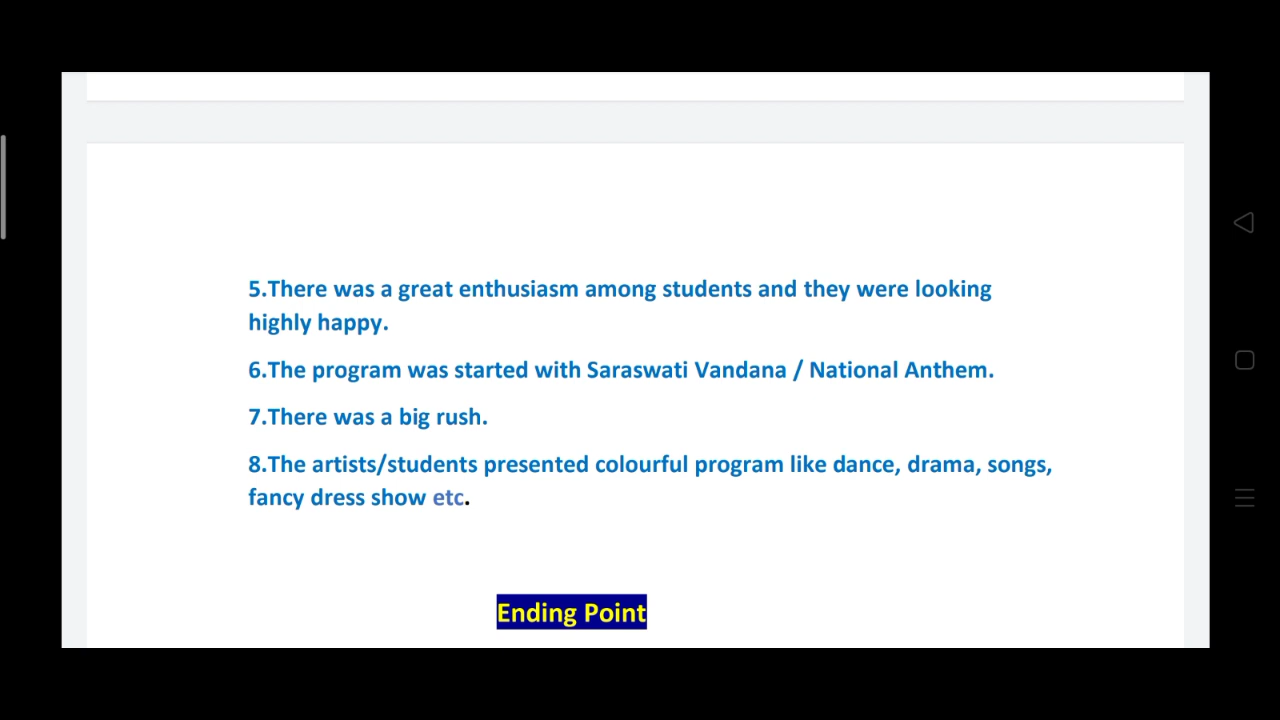 5.There was a great enthusiasm among students and they were looking
highly happy.
6.The program was started with Saraswati Vandana / National Anthem.
7.There was a big rush.
8.The artists/students presented colourful program like dance, drama, songs,
fancy dress show etc.
Ending Point